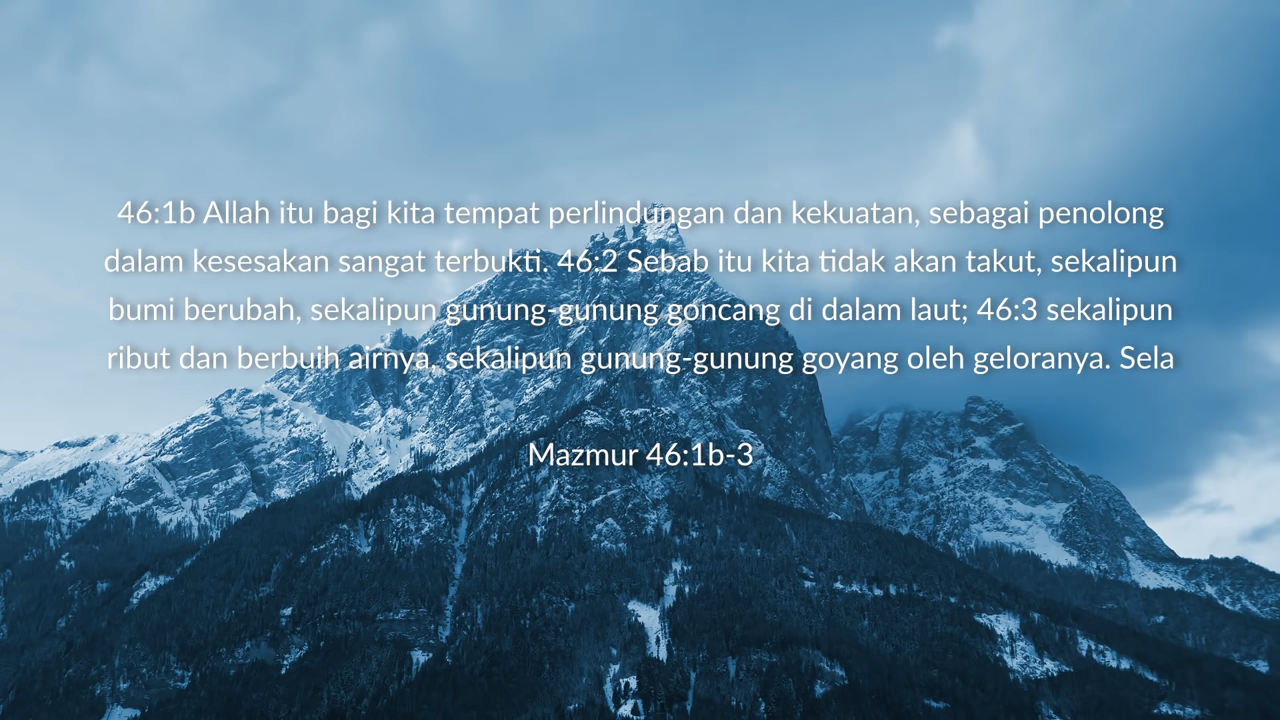 46:1b Allah itu bagi kita tempat perlindungan dan kekuatan, sebagai penolong
dalam kesesakan sangat terbukti. 46:2 Sebab itu kita tidak akan takut, sekalipun
bumi berubah, sekalipun gunung-gunung goncang di dalam laut; 46:3 sekalipun
ribut dan berbuih airnya, sekalipun gunung-gunung goyang oleh geloranya. Sela
Mazmur 46:1b-3